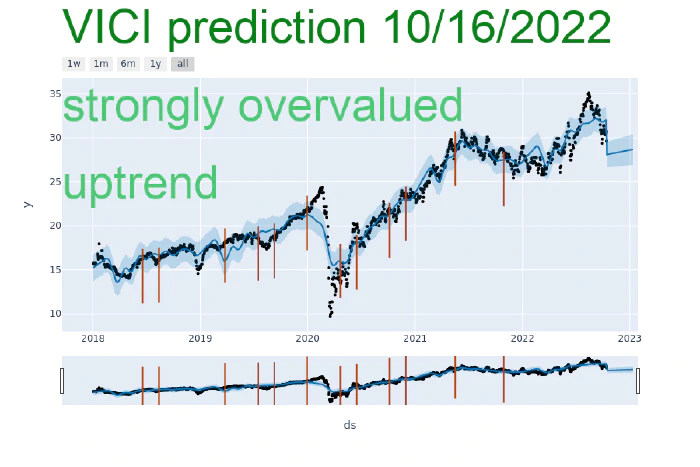 VICI prediction 10/16/2022
1w 1m 6m 1y all
strongly overvalued
uptrend
35
30
25
20
15
10
y
2018 2019 2020 2021 2022 2023
ds